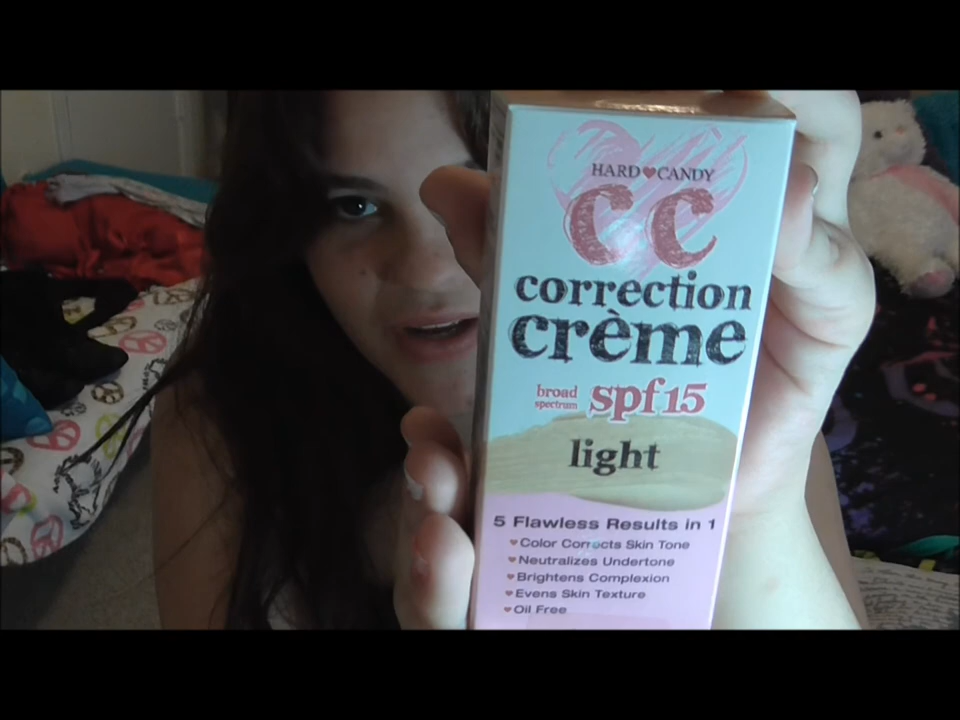 HARD♥CANDY
CC
correction
crème
broad spectrum spf15
light
5 Flawless Results in 1
♥Color Corrects Skin Tone
♥Neutralizes Undertone
♥Brightens Complexion
♥Evens Skin Texture
♥Oil Free